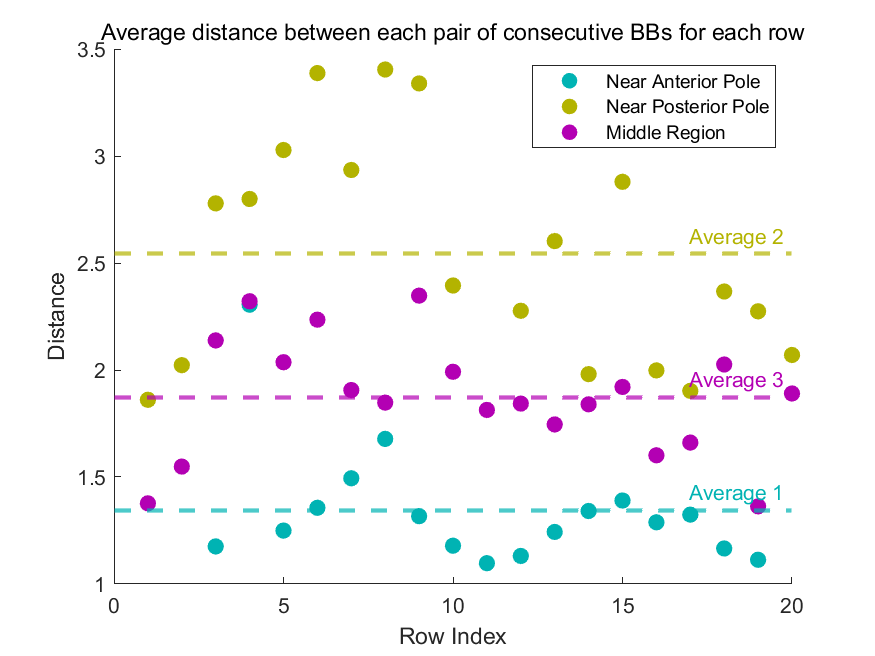 Average distance between each pair of consecutive BBs for each row
3.5
3
2.5
2
1.5
1
Distance
Near Anterior Pole
Near Posterior Pole
Middle Region
Average 2
Average 3
Average 1
0
5
10
15
20
Row Index